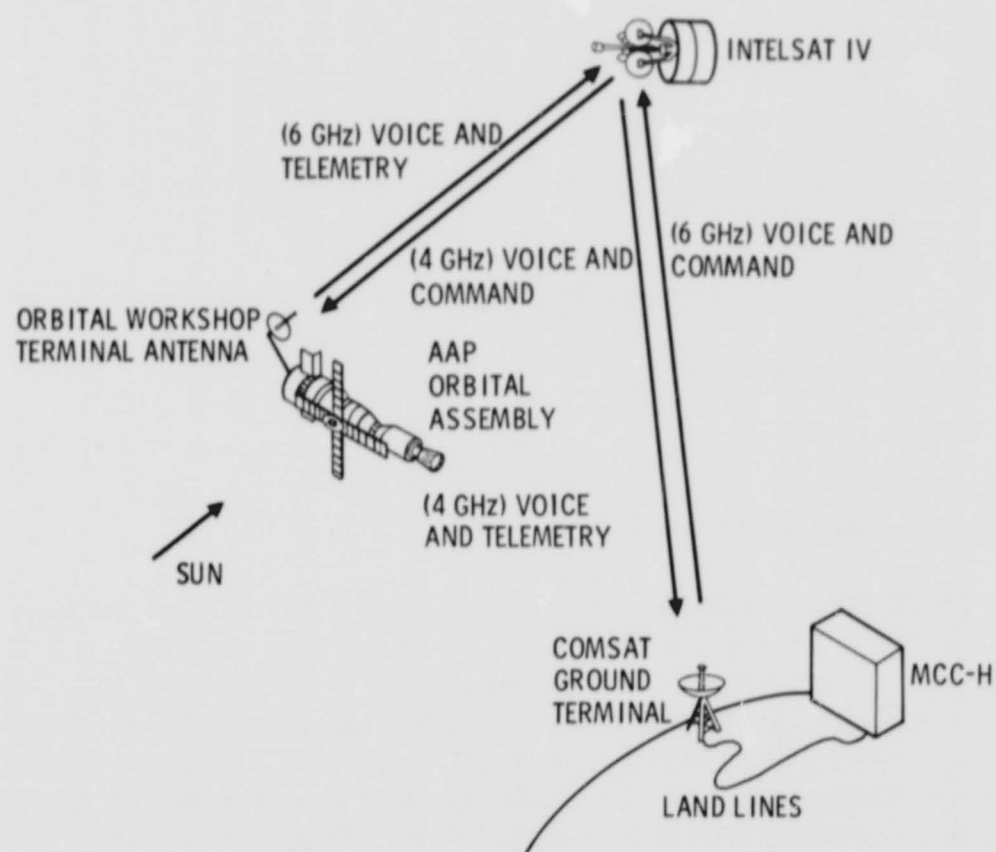 INTELSAT IV
(6 GHz) VOICE AND
TELEMETRY
(6 GHz) VOICE AND
COMMAND
(4 GHz) VOICE AND
COMMAND
ORBITAL WORKSHOP
TERMINAL ANTENNA
AAP
ORBITAL
ASSEMBLY
(4 GHz) VOICE
AND TELEMETRY
SUN
COMSAT
GROUND
TERMINAL
MCC-H
LAND LINES